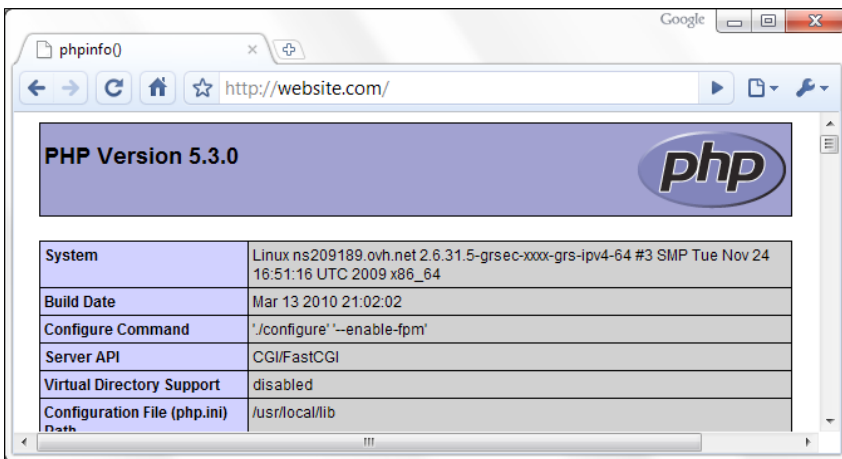 Google
phpinfo()
http://website.com/
PHP Version 5.3.0
php
System
Linux ns209189.ovh.net 2.6.31.5-grsec-xxxx-grs-ipv4-64 #3 SMP Tue Nov 24
16:51:16 UTC 2009 x86_64
Build Date
Mar 13 2010 21:02:02
Configure Command
'./configure' '--enable-fpm'
Server API
CGI/FastCGI
Virtual Directory Support
disabled
Configuration File (php.ini)
Path
/usr/local/lib